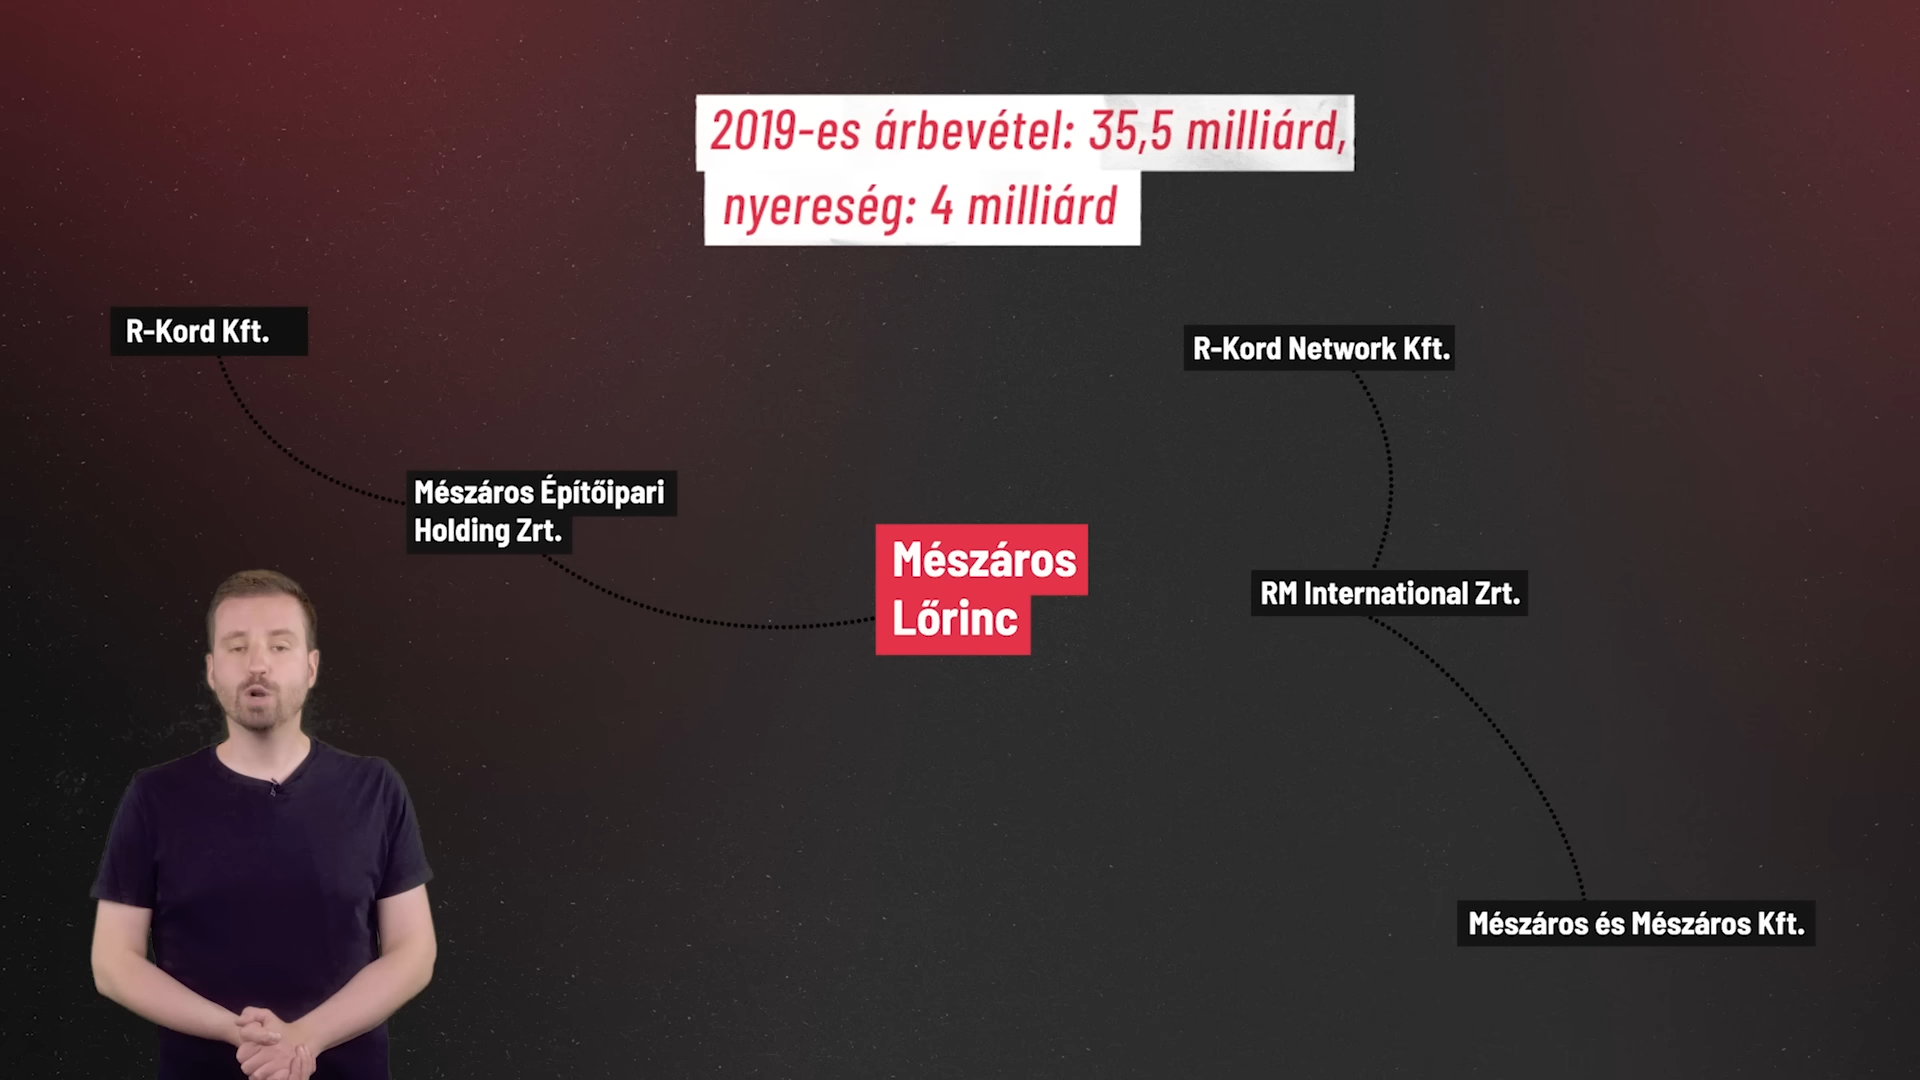 2019-es árbevétel: 35,5 milliárd,
nyereség: 4 milliárd
R-Kord Kft.
R-Kord Network Kft.
Mészáros Építőipari
Holding Zrt.
Mészáros
Lőrinc
RM International Zrt.
Mészáros és Mészáros Kft.